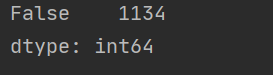 False    1134
dtype: int64